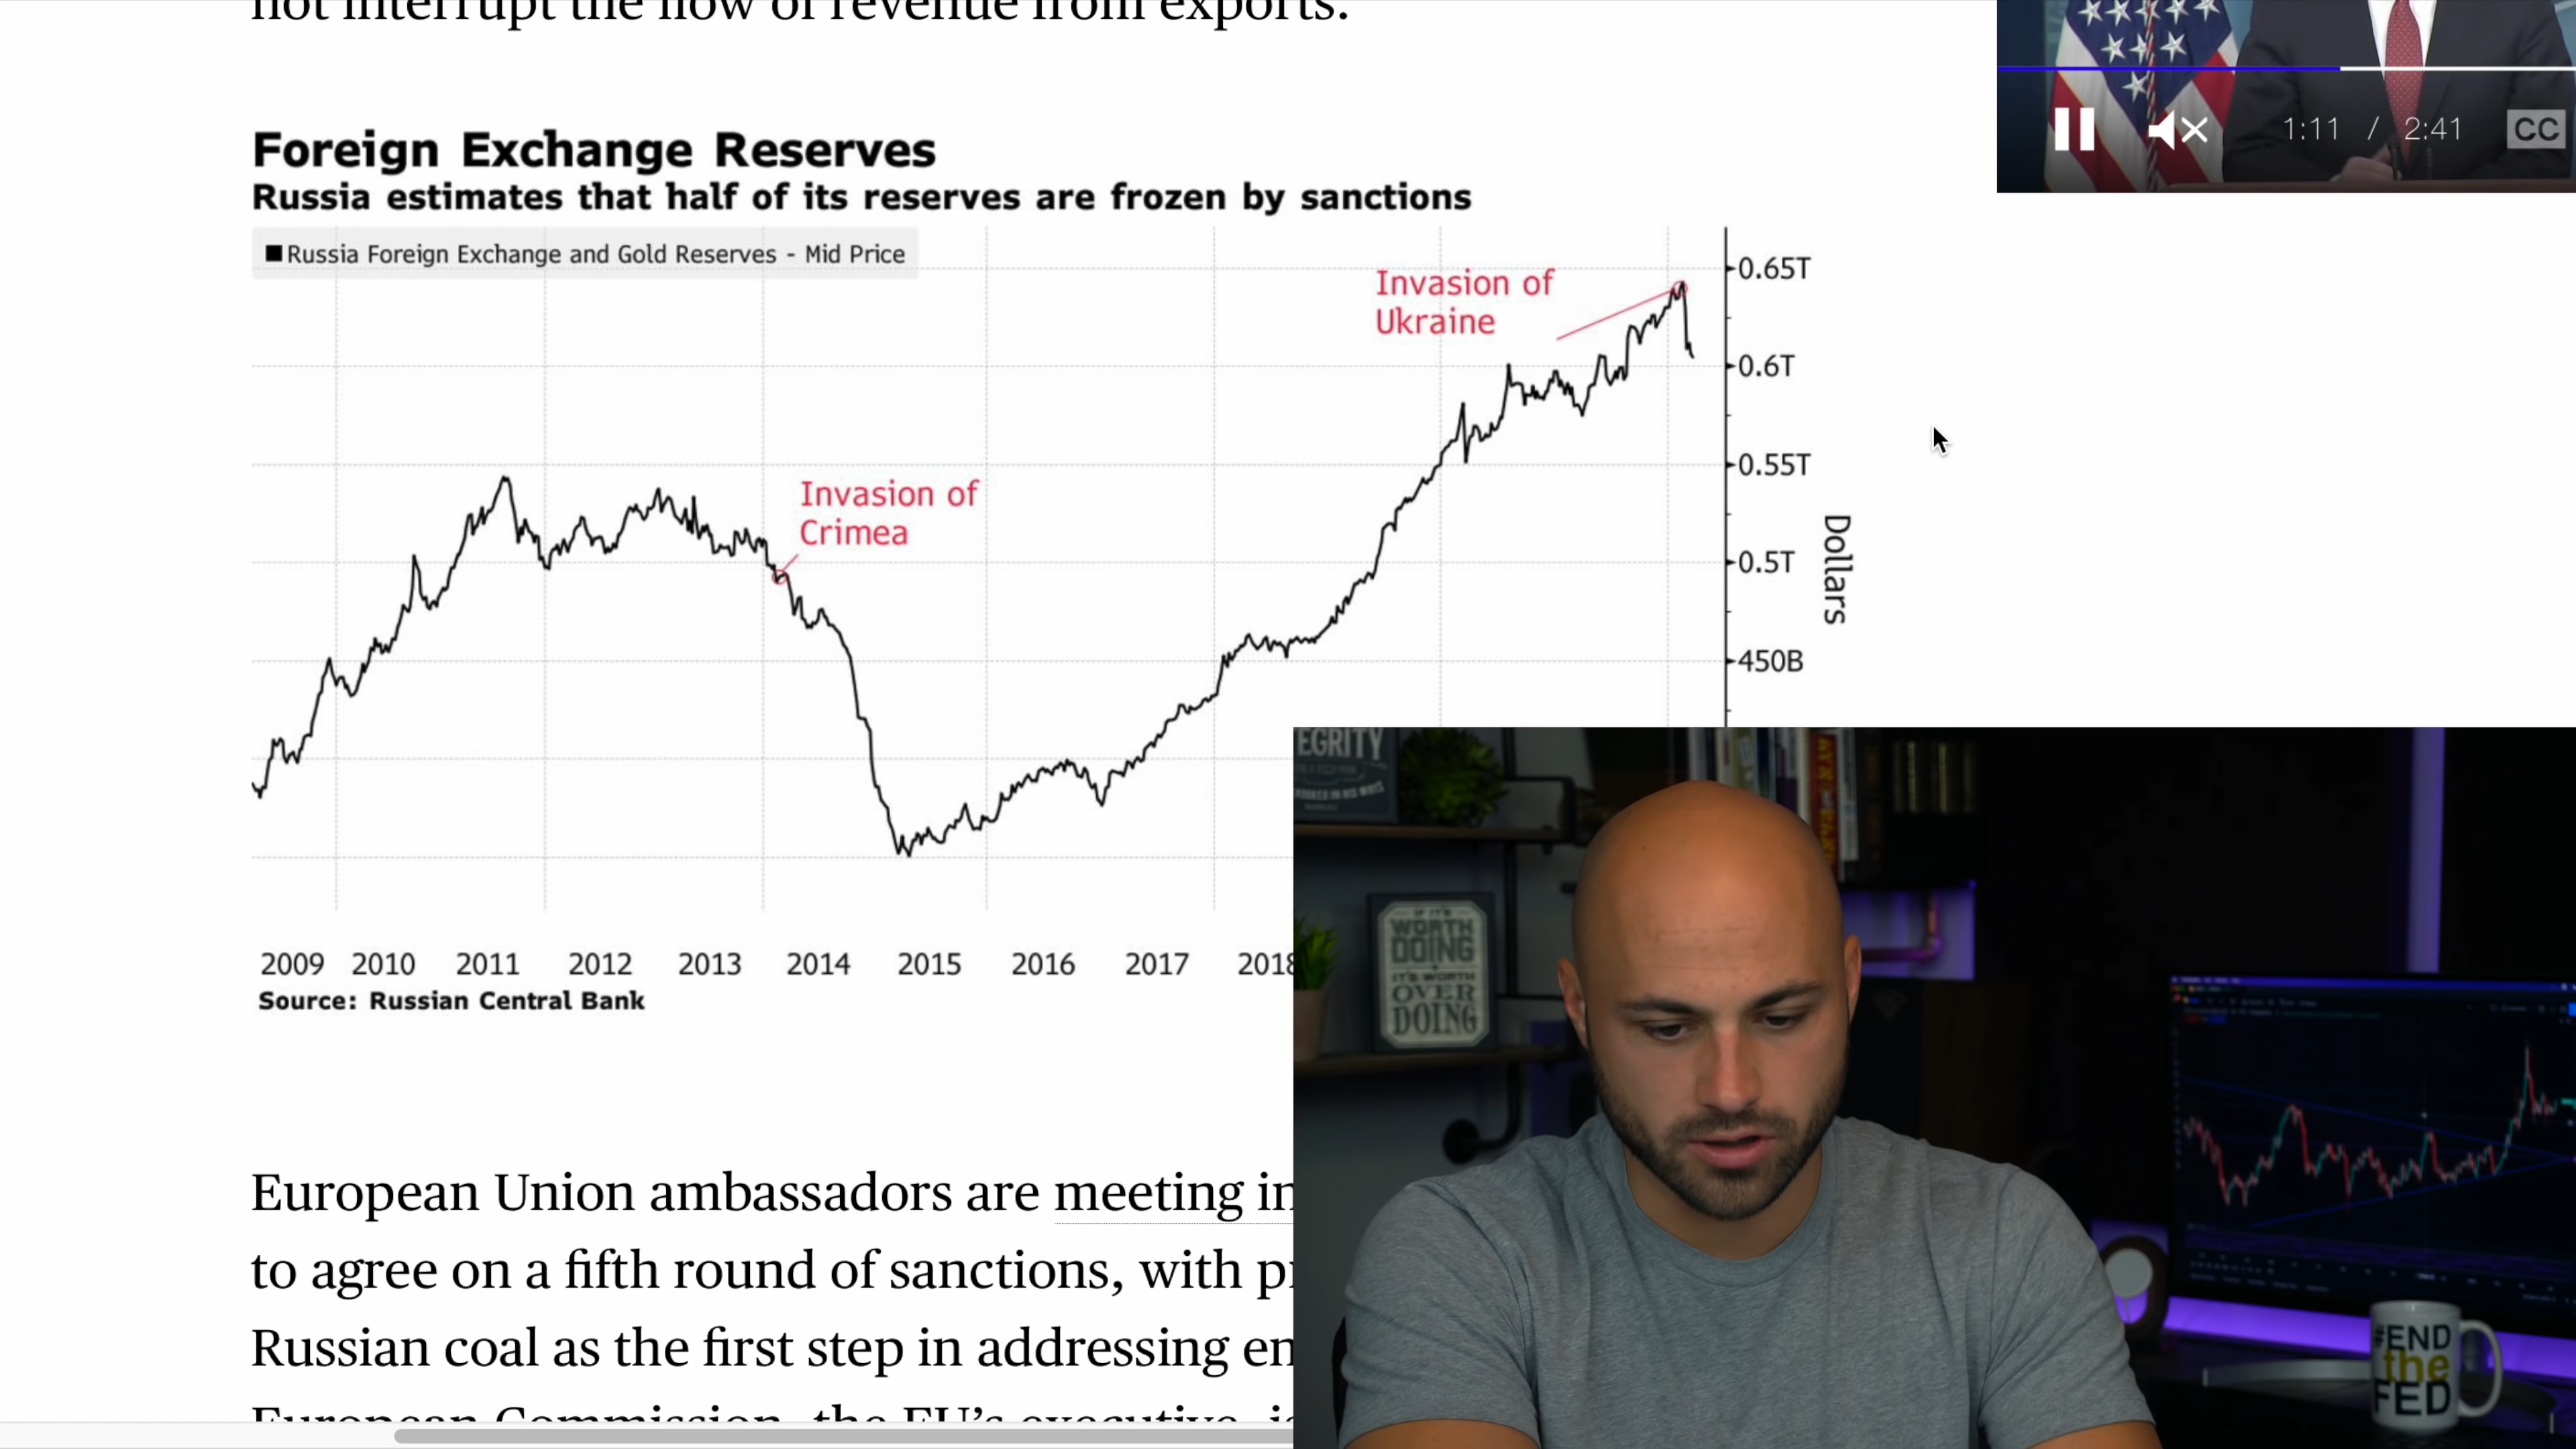 not interrupt the flow of revenue from exports.
1:11 / 2:41 CC
Foreign Exchange Reserves
Russia estimates that half of its reserves are frozen by sanctions
Russia Foreign Exchange and Gold Reserves - Mid Price
Invasion of
Ukraine
Invasion of
Crimea
0.65T
0.6T
0.55T
0.5T
450B
Dollars
2009 2010 2011 2012 2013 2014 2015 2016 2017 2018
Source: Russian Central Bank
European Union ambassadors are meeting in
to agree on a fifth round of sanctions, with
Russian coal as the first step in addressing
European Commission, the EU's executive,
EGRITY
IF IT'S
WORTH
DOING
IT'S WORTH
OVER
DOING
#END
the
FED